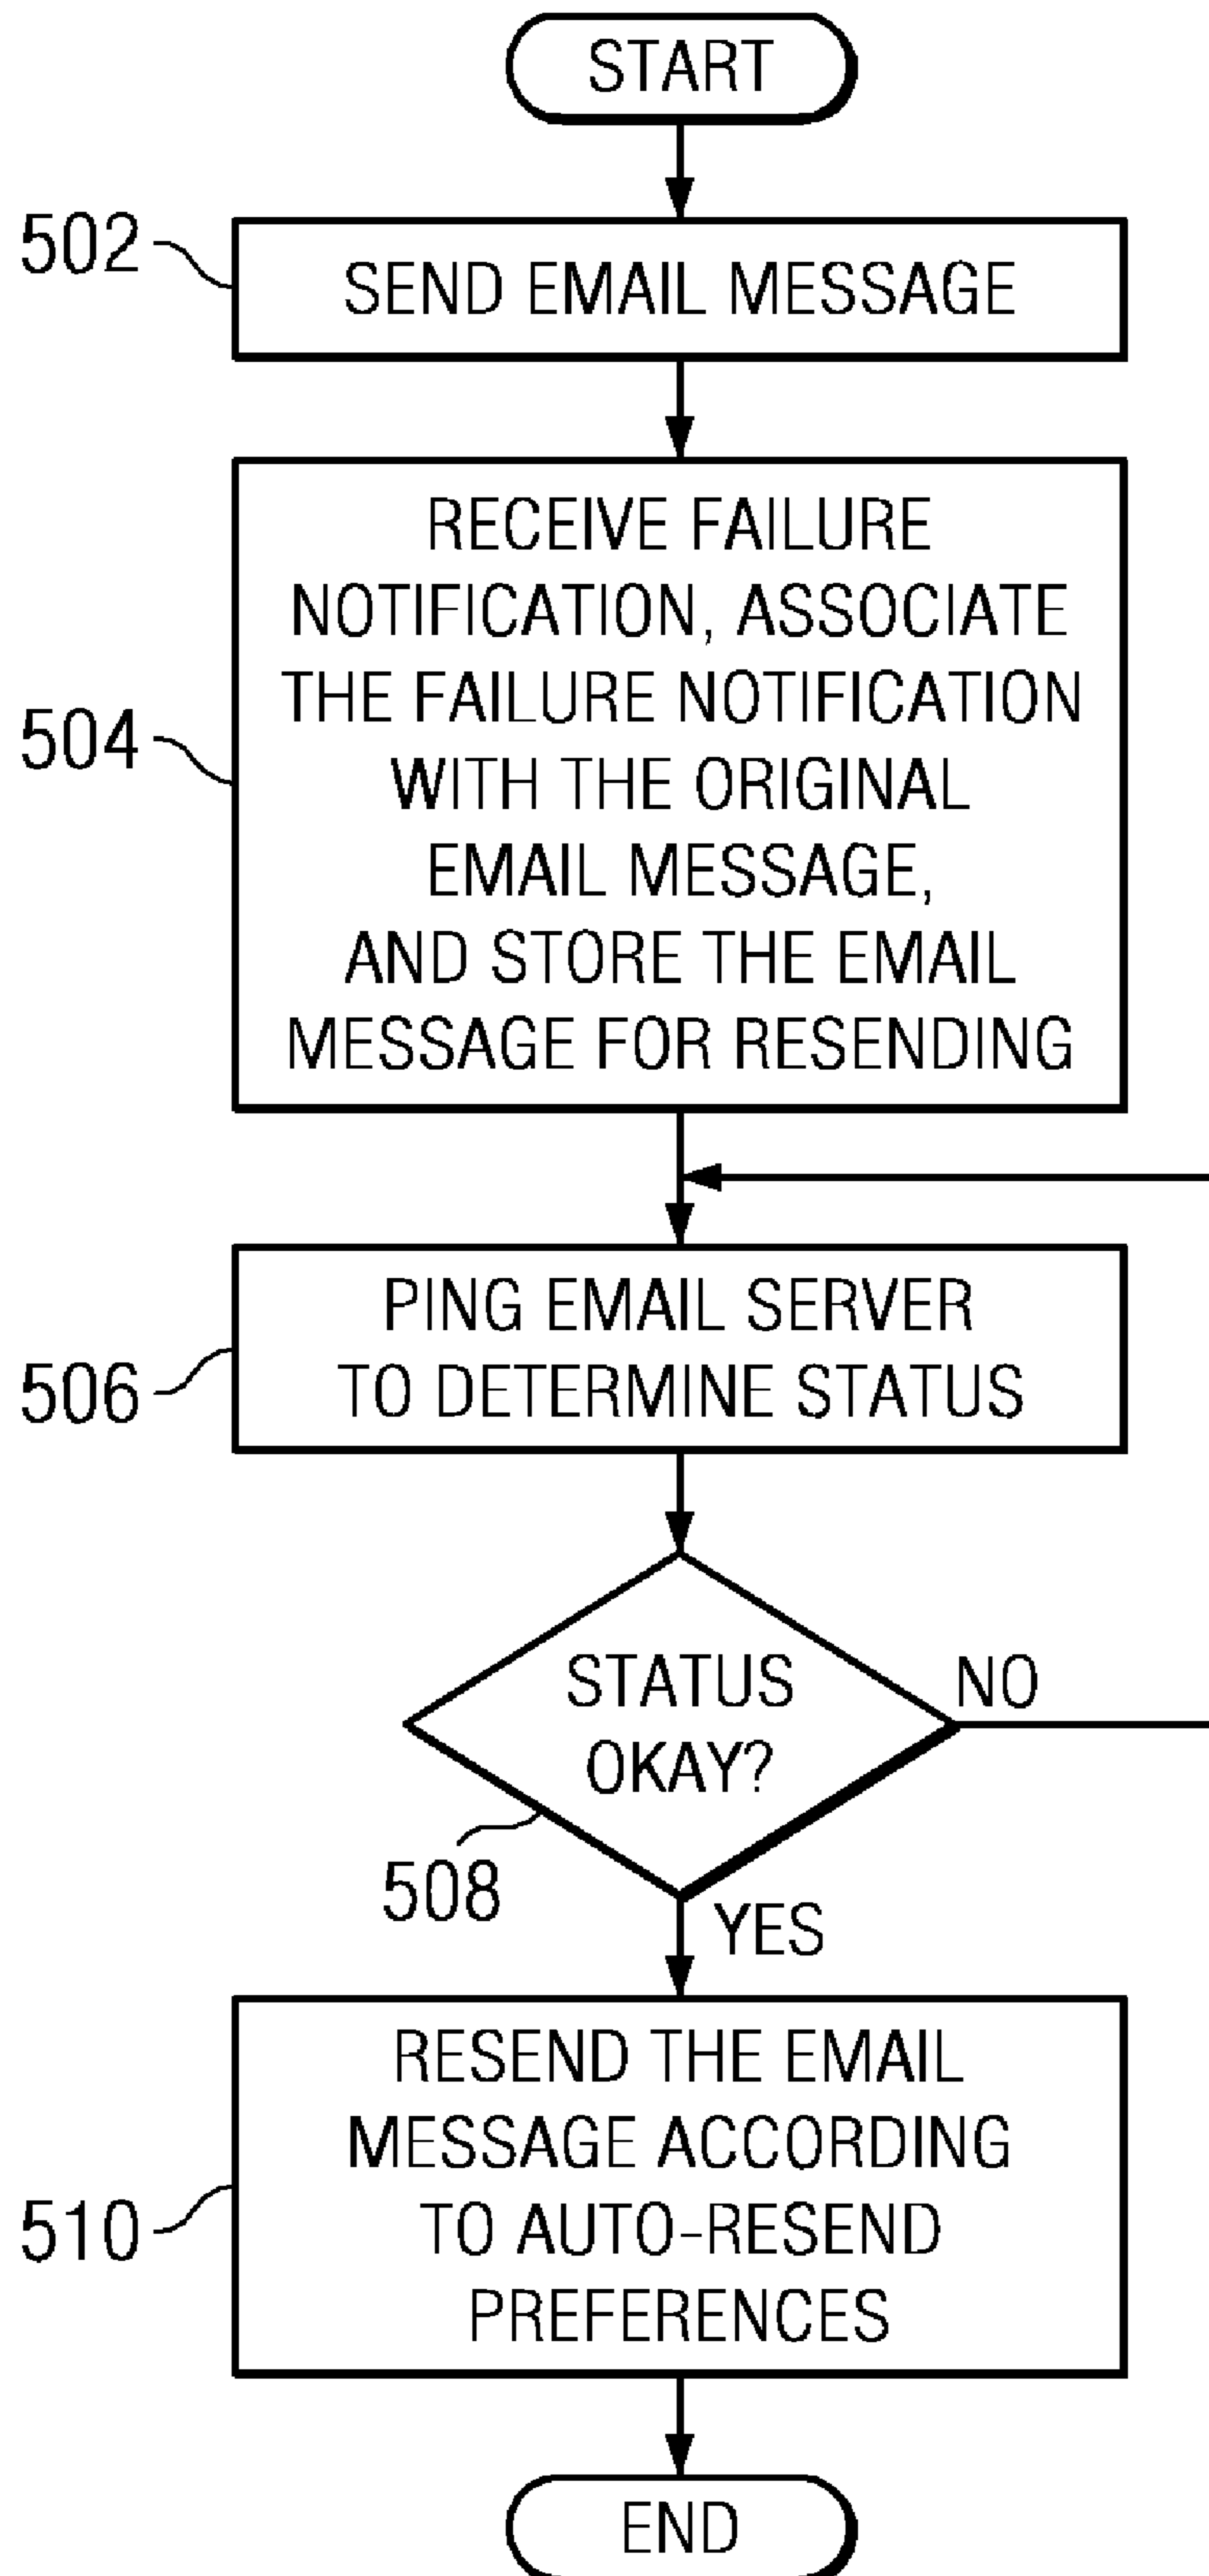 START
502
SEND EMAIL MESSAGE
RECEIVE FAILURE
NOTIFICATION, ASSOCIATE
THE FAILURE NOTIFICATION
504
WITH THE ORIGINAL
EMAIL MESSAGE,
AND STORE THE EMAIL
MESSAGE FOR RESENDING
PING EMAIL SERVER
TO DETERMINE STATUS
506
STATUS
OKAY?
NO
508
YES
RESEND THE EMAIL
MESSAGE ACCORDING
TO AUTO-RESEND
PREFERENCES
510
END